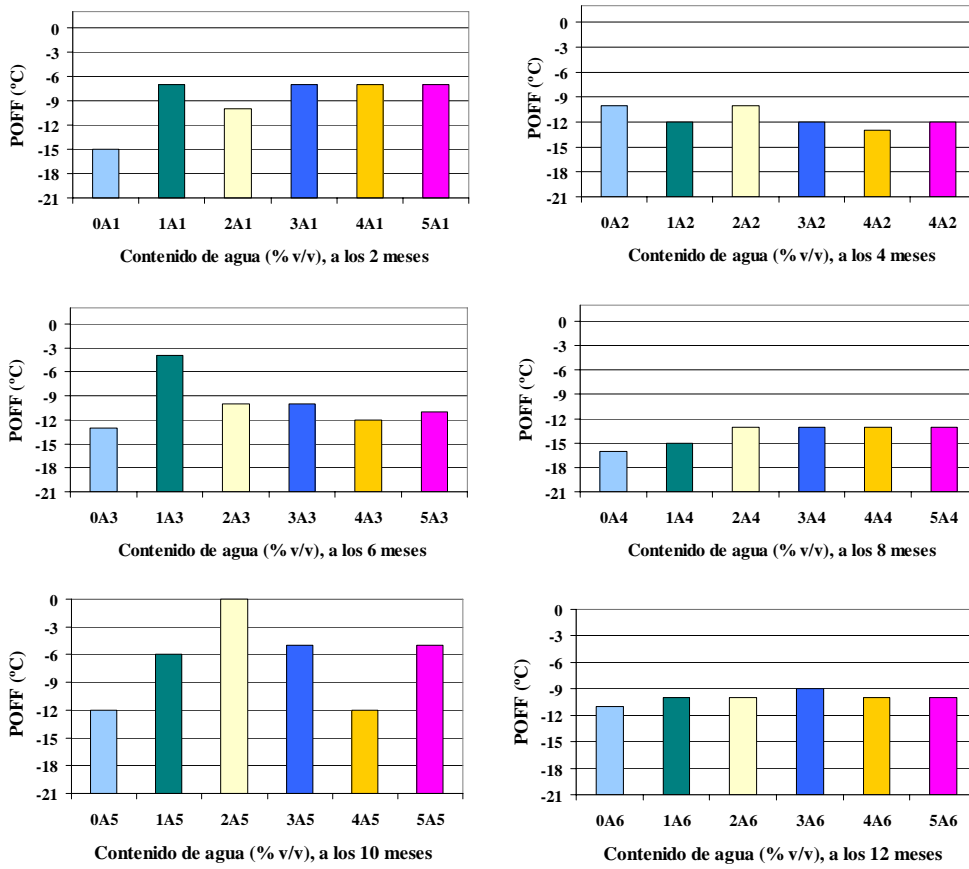 POFF (ºC)
0
-3
-6
-9
-12
-15
-18
-21
0A1 1A1 2A1 3A1 4A1 5A1
Contenido de agua (% v/v), a los 2 meses
POFF (ºC)
0
-3
-6
-9
-12
-15
-18
-21
0A2 1A2 2A2 3A2 4A2 4A2
Contenido de agua (% v/v), a los 4 meses
POFF (ºC)
0
-3
-6
-9
-12
-15
-18
-21
0A3 1A3 2A3 3A3 4A3 5A3
Contenido de agua (% v/v), a los 6 meses
POFF (ºC)
0
-3
-6
-9
-12
-15
-18
-21
0A4 1A4 2A4 3A4 4A4 5A4
Contenido de agua (% v/v), a los 8 meses
POFF (ºC)
0
-3
-6
-9
-12
-15
-18
-21
0A5 1A5 2A5 3A5 4A5 5A5
Contenido de agua (% v/v), a los 10 meses
POFF (ºC)
0
-3
-6
-9
-12
-15
-18
-21
0A6 1A6 2A6 3A6 4A6 5A6
Contenido de agua (% v/v), a los 12 meses